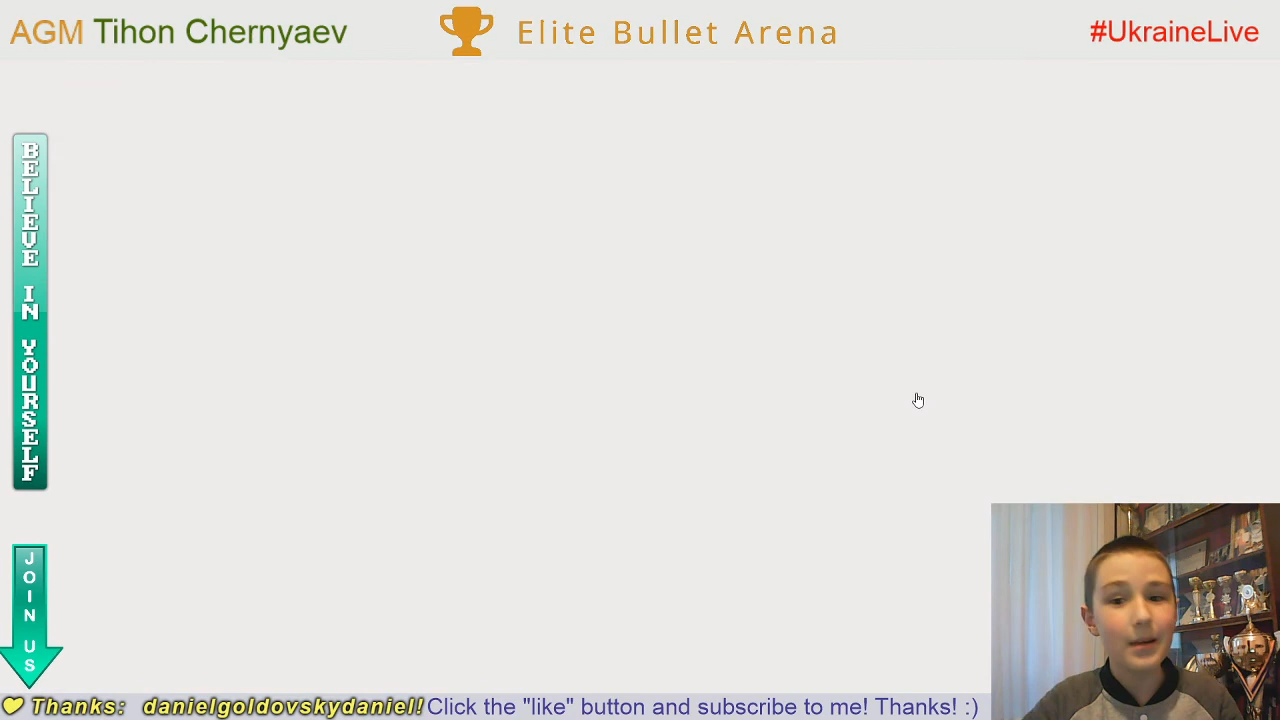 AGM Tihon Chernyaev
Elite Bullet Arena
#UkraineLive
BELIEVE IN YOURSELF
JOIN US
Thanks: danielgoldovskydaniel!
Click the "like" button and subscribe to me! Thanks! :)